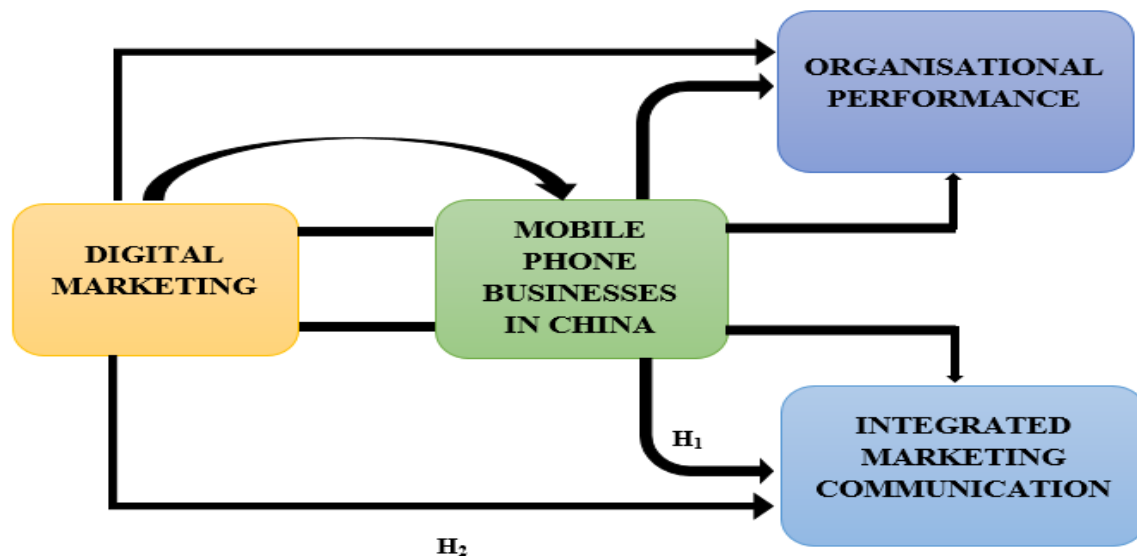 ORGANISATIONAL
PERFORMANCE
DIGITAL
MARKETING
MOBILE
PHONE
BUSINESSES
IN CHINA
H₁
INTEGRATED
MARKETING
COMMUNICATION
H₂